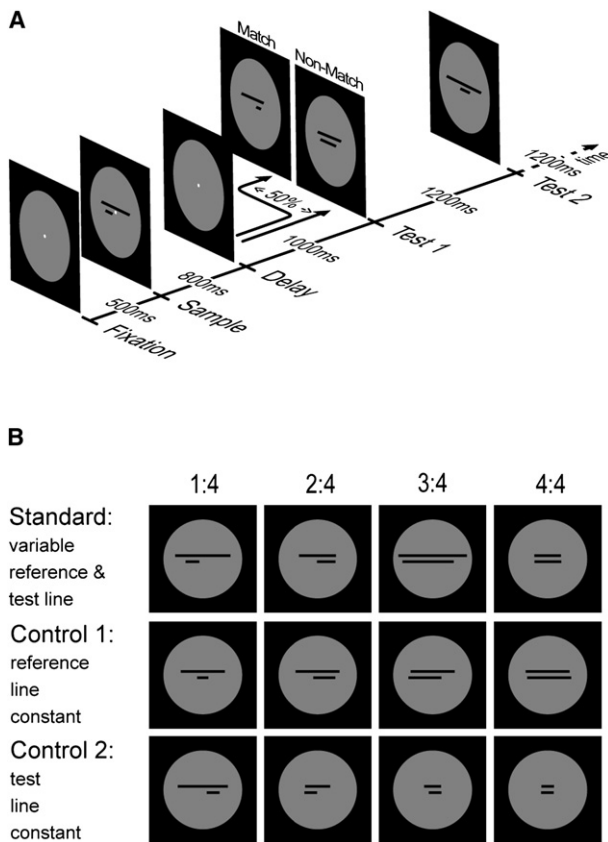 A
Match
Non-Match
< 50% >
500ms
800ms
1000ms
1200ms
1200ms
time
Fixation
Sample
Delay
Test 1
Test 2
B
1:4 2:4 3:4 4:4
Standard:
variable
reference &
test line
Control 1:
reference
line
constant
Control 2:
test
line
constant